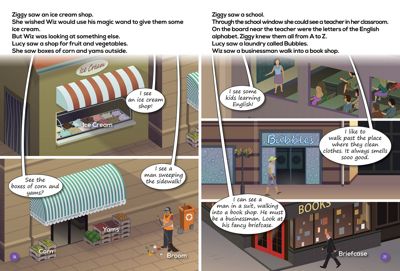 Ziggy saw an ice cream shop.
She wished Wiz would use his magic wand to give them some
ice cream.
But Wiz was looking at something else.
Lucy saw a shop for fruit and vegetables.
She saw boxes of corn and yams outside.
Ice Cream
I see
an ice cream
shop!
Ice Cream
I see a
man sweeping
the sidewalk!
See the
boxes of corn and
yams?
Corn
Yams
Broom
Ziggy saw a school.
Through the school window she could see a teacher in her classroom.
On the board near the teacher were the letters of the English
alphabet. Ziggy knew them all from A to Z.
Lucy saw a laundry called Bubbles.
Wiz saw a businessman walk into a book shop.
I see some
kids learning
English!
Bubbles
I like to
walk past the place
where they clean
clothes. It always smells
sooo good.
I can see a
man in a suit, walking
into a book shop. He must
be a businessman. Look at
his fancy briefcase.
BOOKS
Briefcase